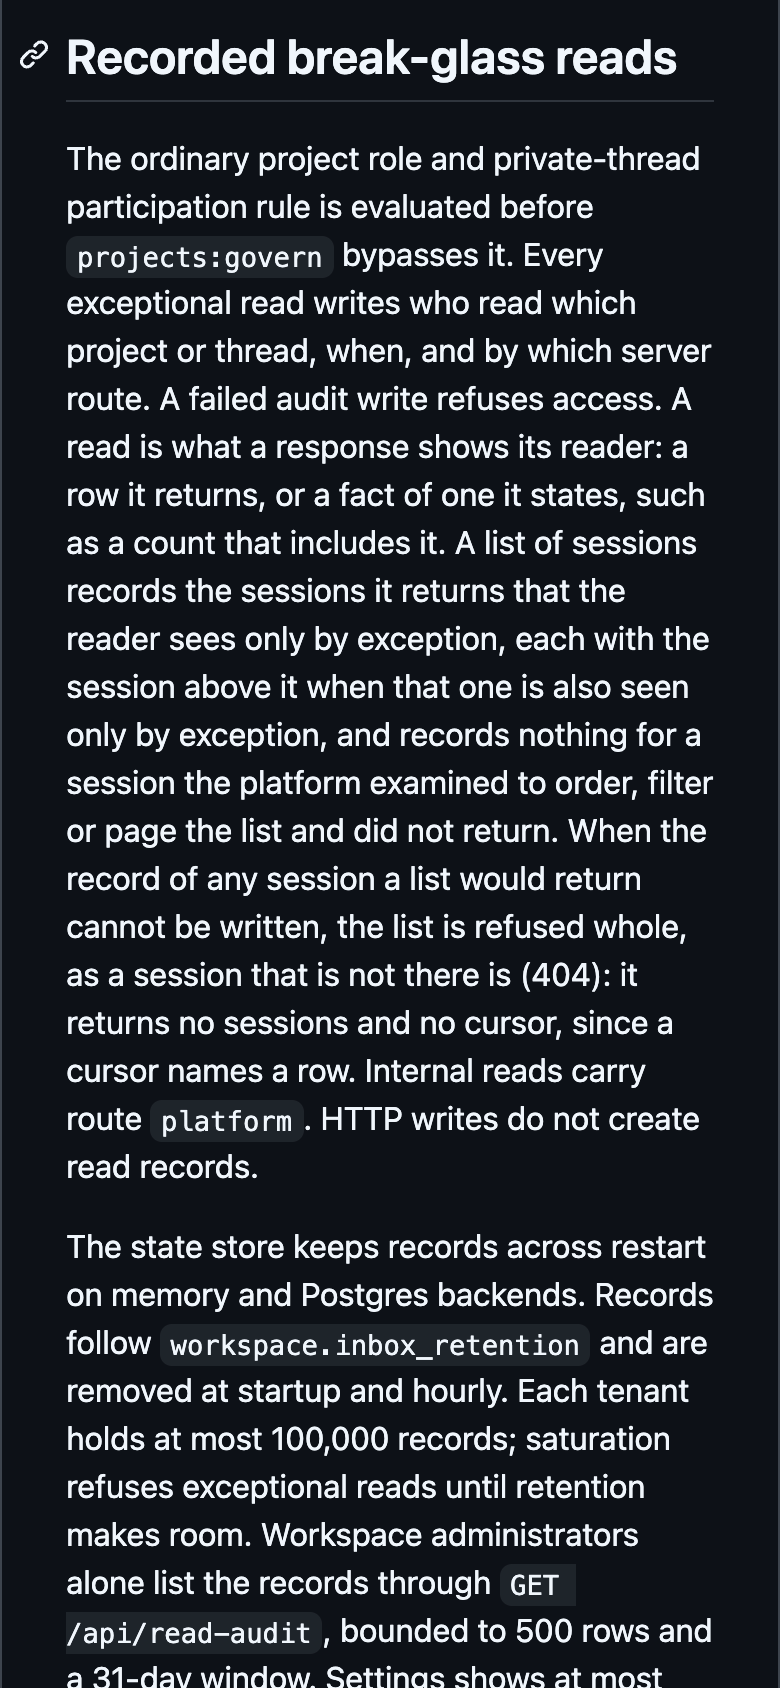 Recorded break-glass reads
The ordinary project role and private-thread
participation rule is evaluated before
projects:govern bypasses it. Every
exceptional read writes who read which
project or thread, when, and by which server
route. A failed audit write refuses access. A
read is what a response shows its reader: a
row it returns, or a fact of one it states, such
as a count that includes it. A list of sessions
records the sessions it returns that the
reader sees only by exception, each with the
session above it when that one is also seen
only by exception, and records nothing for a
session the platform examined to order, filter
or page the list and did not return. When the
record of any session a list would return
cannot be written, the list is refused whole,
as a session that is not there is (404): it
returns no sessions and no cursor, since a
cursor names a row. Internal reads carry
route platform. HTTP writes do not create
read records.
The state store keeps records across restart
on memory and Postgres backends. Records
follow workspace.inbox_retention and are
removed at startup and hourly. Each tenant
holds at most 100,000 records; saturation
refuses exceptional reads until retention
makes room. Workspace administrators
alone list the records through GET
/api/read-audit, bounded to 500 rows and
a 31-day window. Settings shows at most